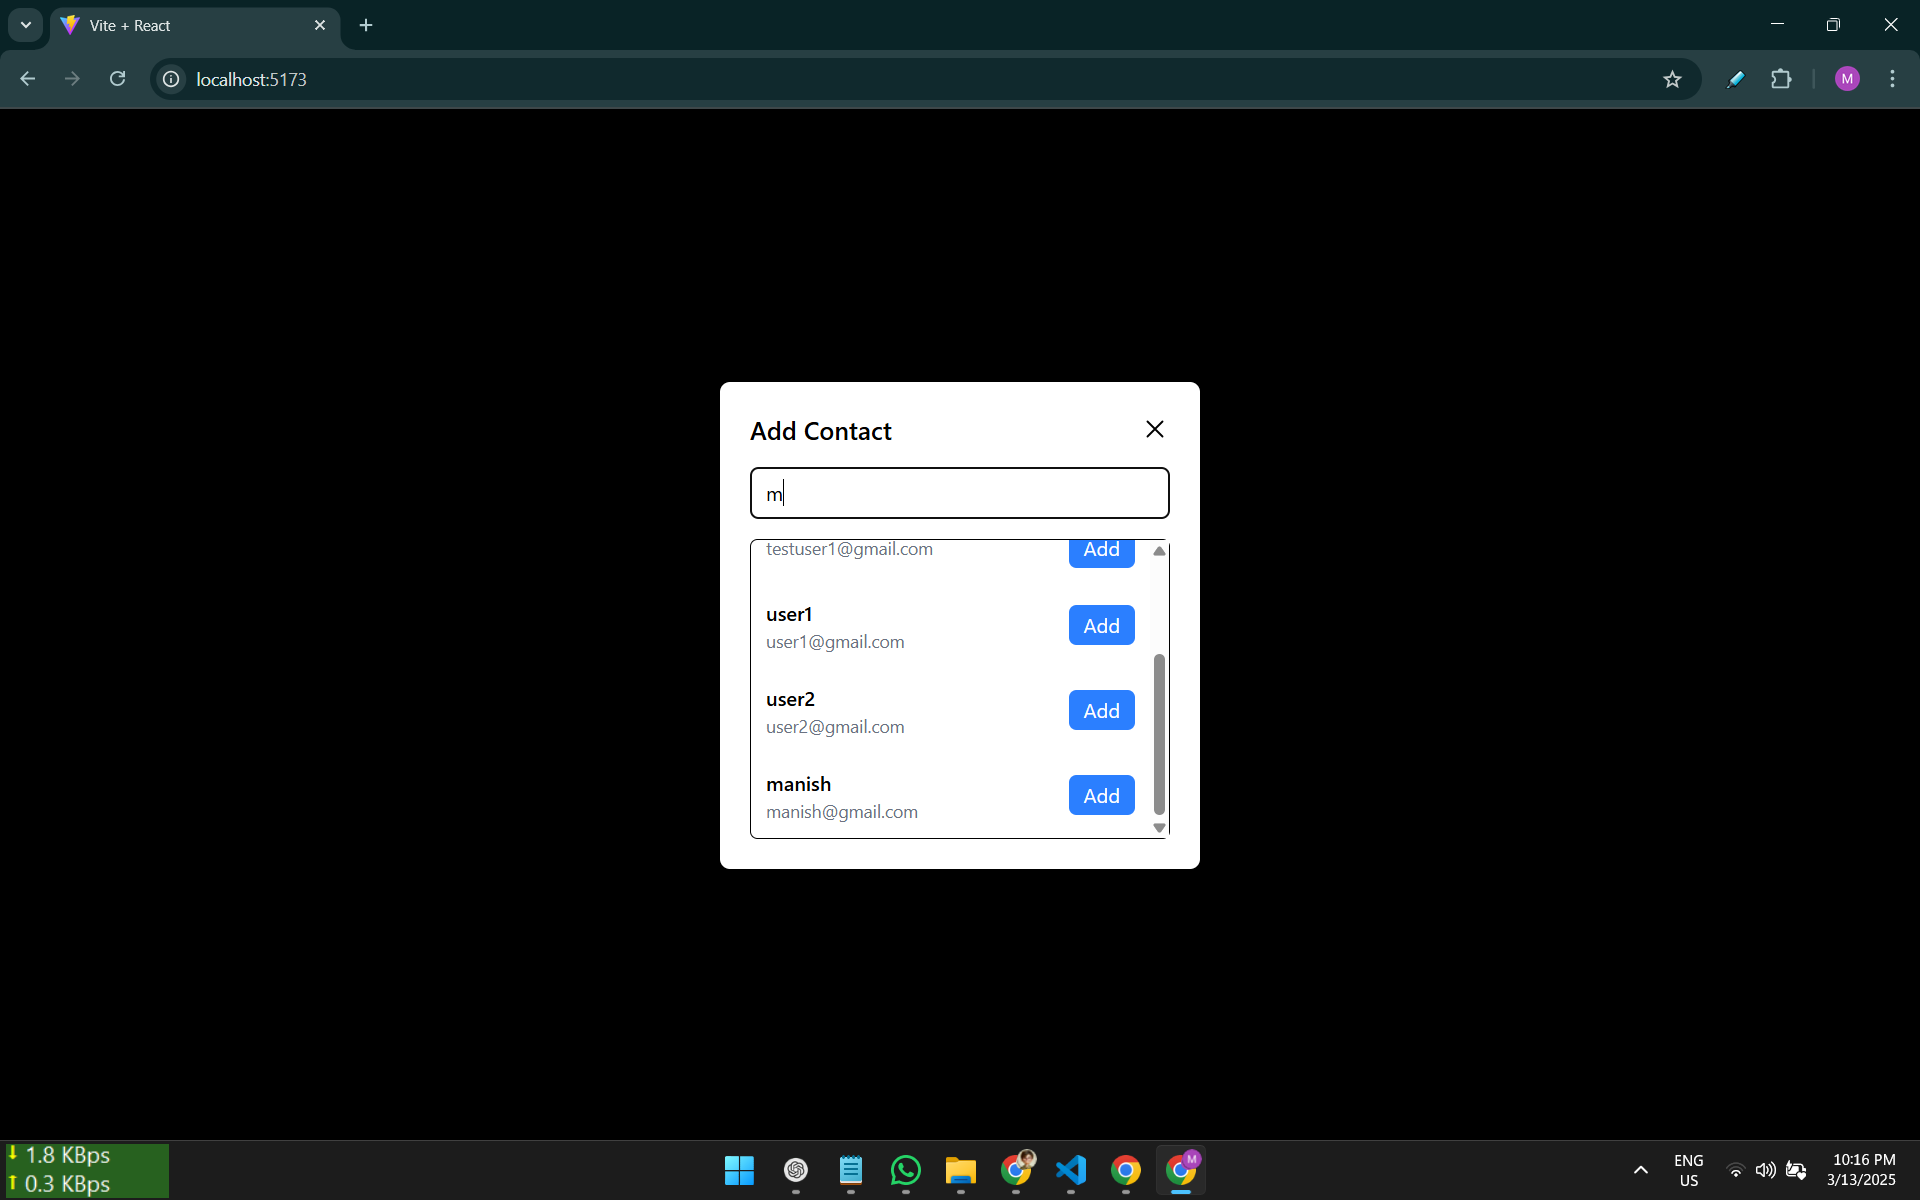 Vite + React
localhost:5173
M
Add Contact
m
testuser1@gmail.com
Add
user1
user1@gmail.com
Add
user2
user2@gmail.com
Add
manish
manish@gmail.com
Add
1.8 KBps
0.3 KBps
M
ENG
US
10:16 PM
3/13/2025